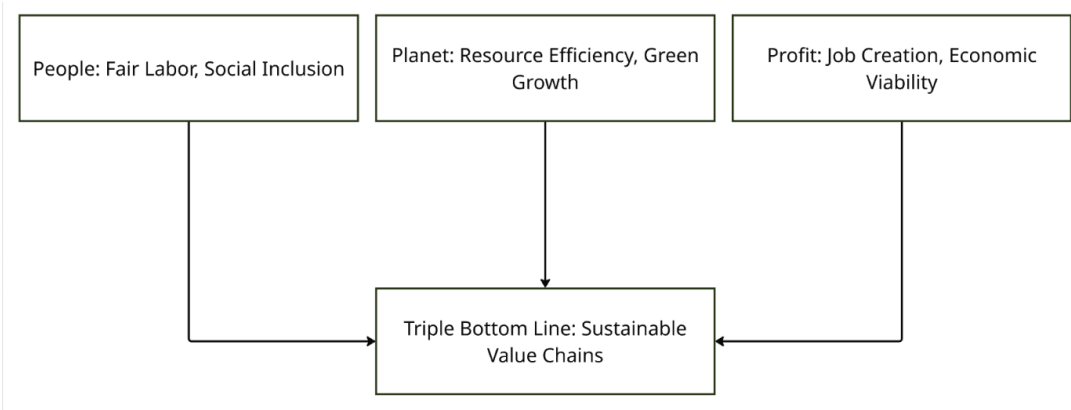 People: Fair Labor, Social Inclusion
Planet: Resource Efficiency, Green
Growth
Profit: Job Creation, Economic
Viability
Triple Bottom Line: Sustainable
Value Chains